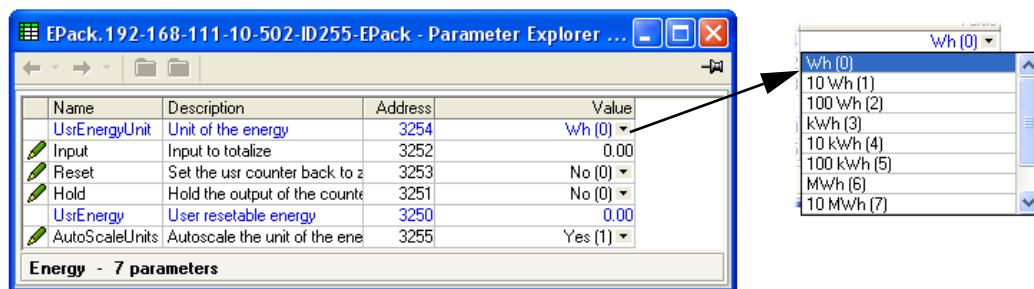 EPack.192-168-111-10-502-ID255-EPack - Parameter Explorer ...
Name Description Address Value
UsrEnergyUnit Unit of the energy 3254 Wh (0)
Input Input to totalize 3252 0.00
Reset Set the usr counter back to z 3253 No (0)
Hold Hold the output of the counte 3251 No (0)
UsrEnergy User resetable energy 3250 0.00
AutoScaleUnits Autoscale the unit of the ene 3255 Yes (1)
Energy - 7 parameters
Wh (0)
Wh (0)
10 Wh (1)
100 Wh (2)
kWh (3)
10 kWh (4)
100 kWh (5)
MWh (6)
10 MWh (7)